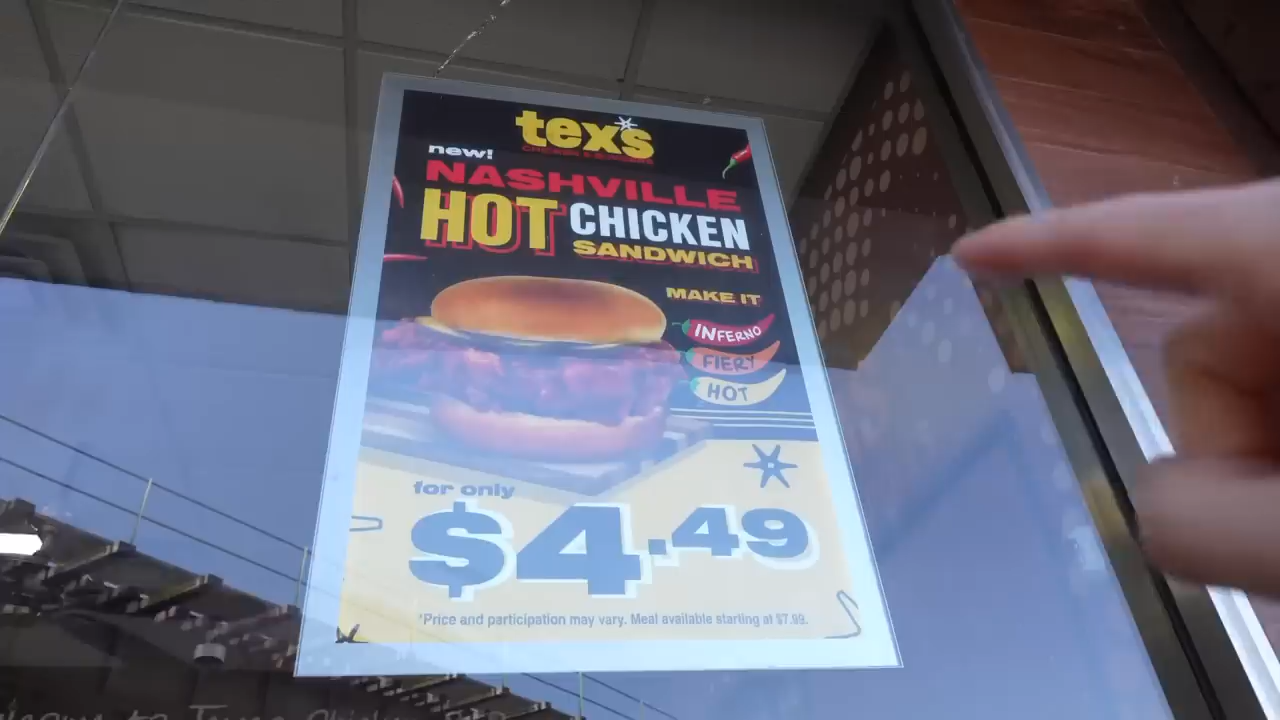 tex's
CHICKEN & BURGERS
new!
NASHVILLE
HOT CHICKEN
SANDWICH
MAKE IT
INFERNO
FIERY
HOT
for only
$4.49
*Price and participation may vary. Meal available starting at $7.99.